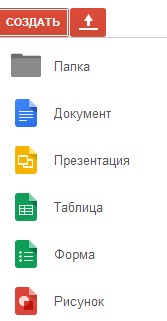 СОЗДАТЬ
Папка
Документ
Презентация
Таблица
Форма
Рисунок